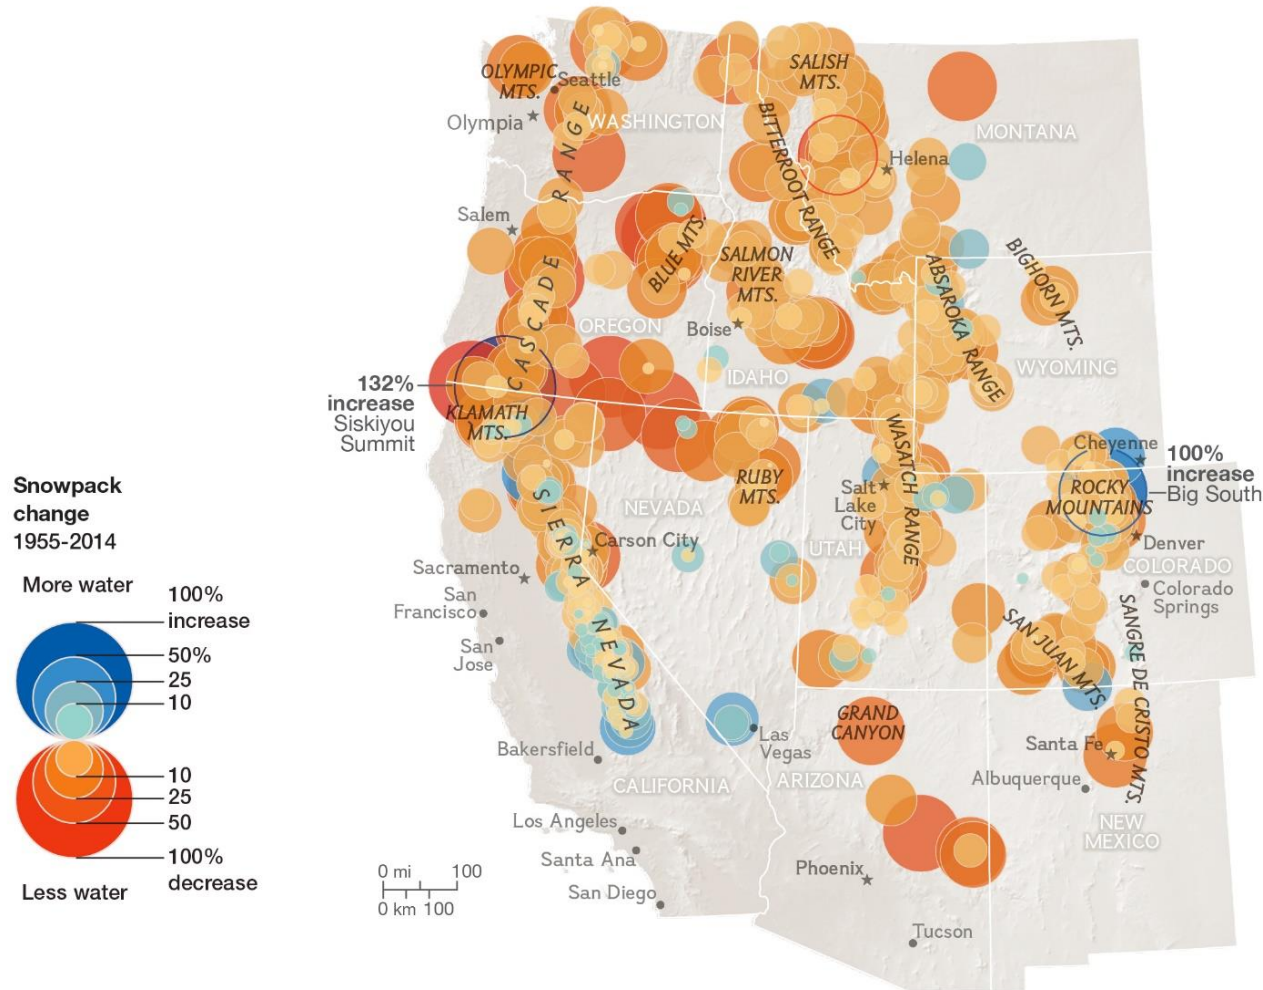 Snowpack
change
1955-2014
More water
100%
increase
50%
25
10
10
25
50
100%
decrease
Less water
OLYMPIC
MTS.
Seattle
Olympia
WASHINGTON
CASCADE RANGE
SALISH
MTS.
BITTERROOT RANGE
MONTANA
Helena
Salem
BLUE MTS.
SALMON
RIVER
MTS.
ABSAROKA RANGE
BIGHORN MTS.
OREGON
Boise
IDAHO
WYOMING
132%
increase
Siskiyou
Summit
KLAMATH
MTS.
WASATCH RANGE
Cheyenne
100%
increase
Big South
ROCKY
MOUNTAINS
RUBY
MTS.
Salt
Lake
City
NEVADA
SIERRA NEVADA
Carson City
UTAH
Denver
COLORADO
Colorado
Springs
Sacramento
San
Francisco
San
Jose
SAN JUAN MTS.
SANGRE DE CRISTO MTS.
GRAND
CANYON
Las
Vegas
Santa Fe
Bakersfield
CALIFORNIA
ARIZONA
Albuquerque
NEW
MEXICO
Los Angeles
Santa Ana
San Diego
Phoenix
Tucson
0 mi 100
0 km 100